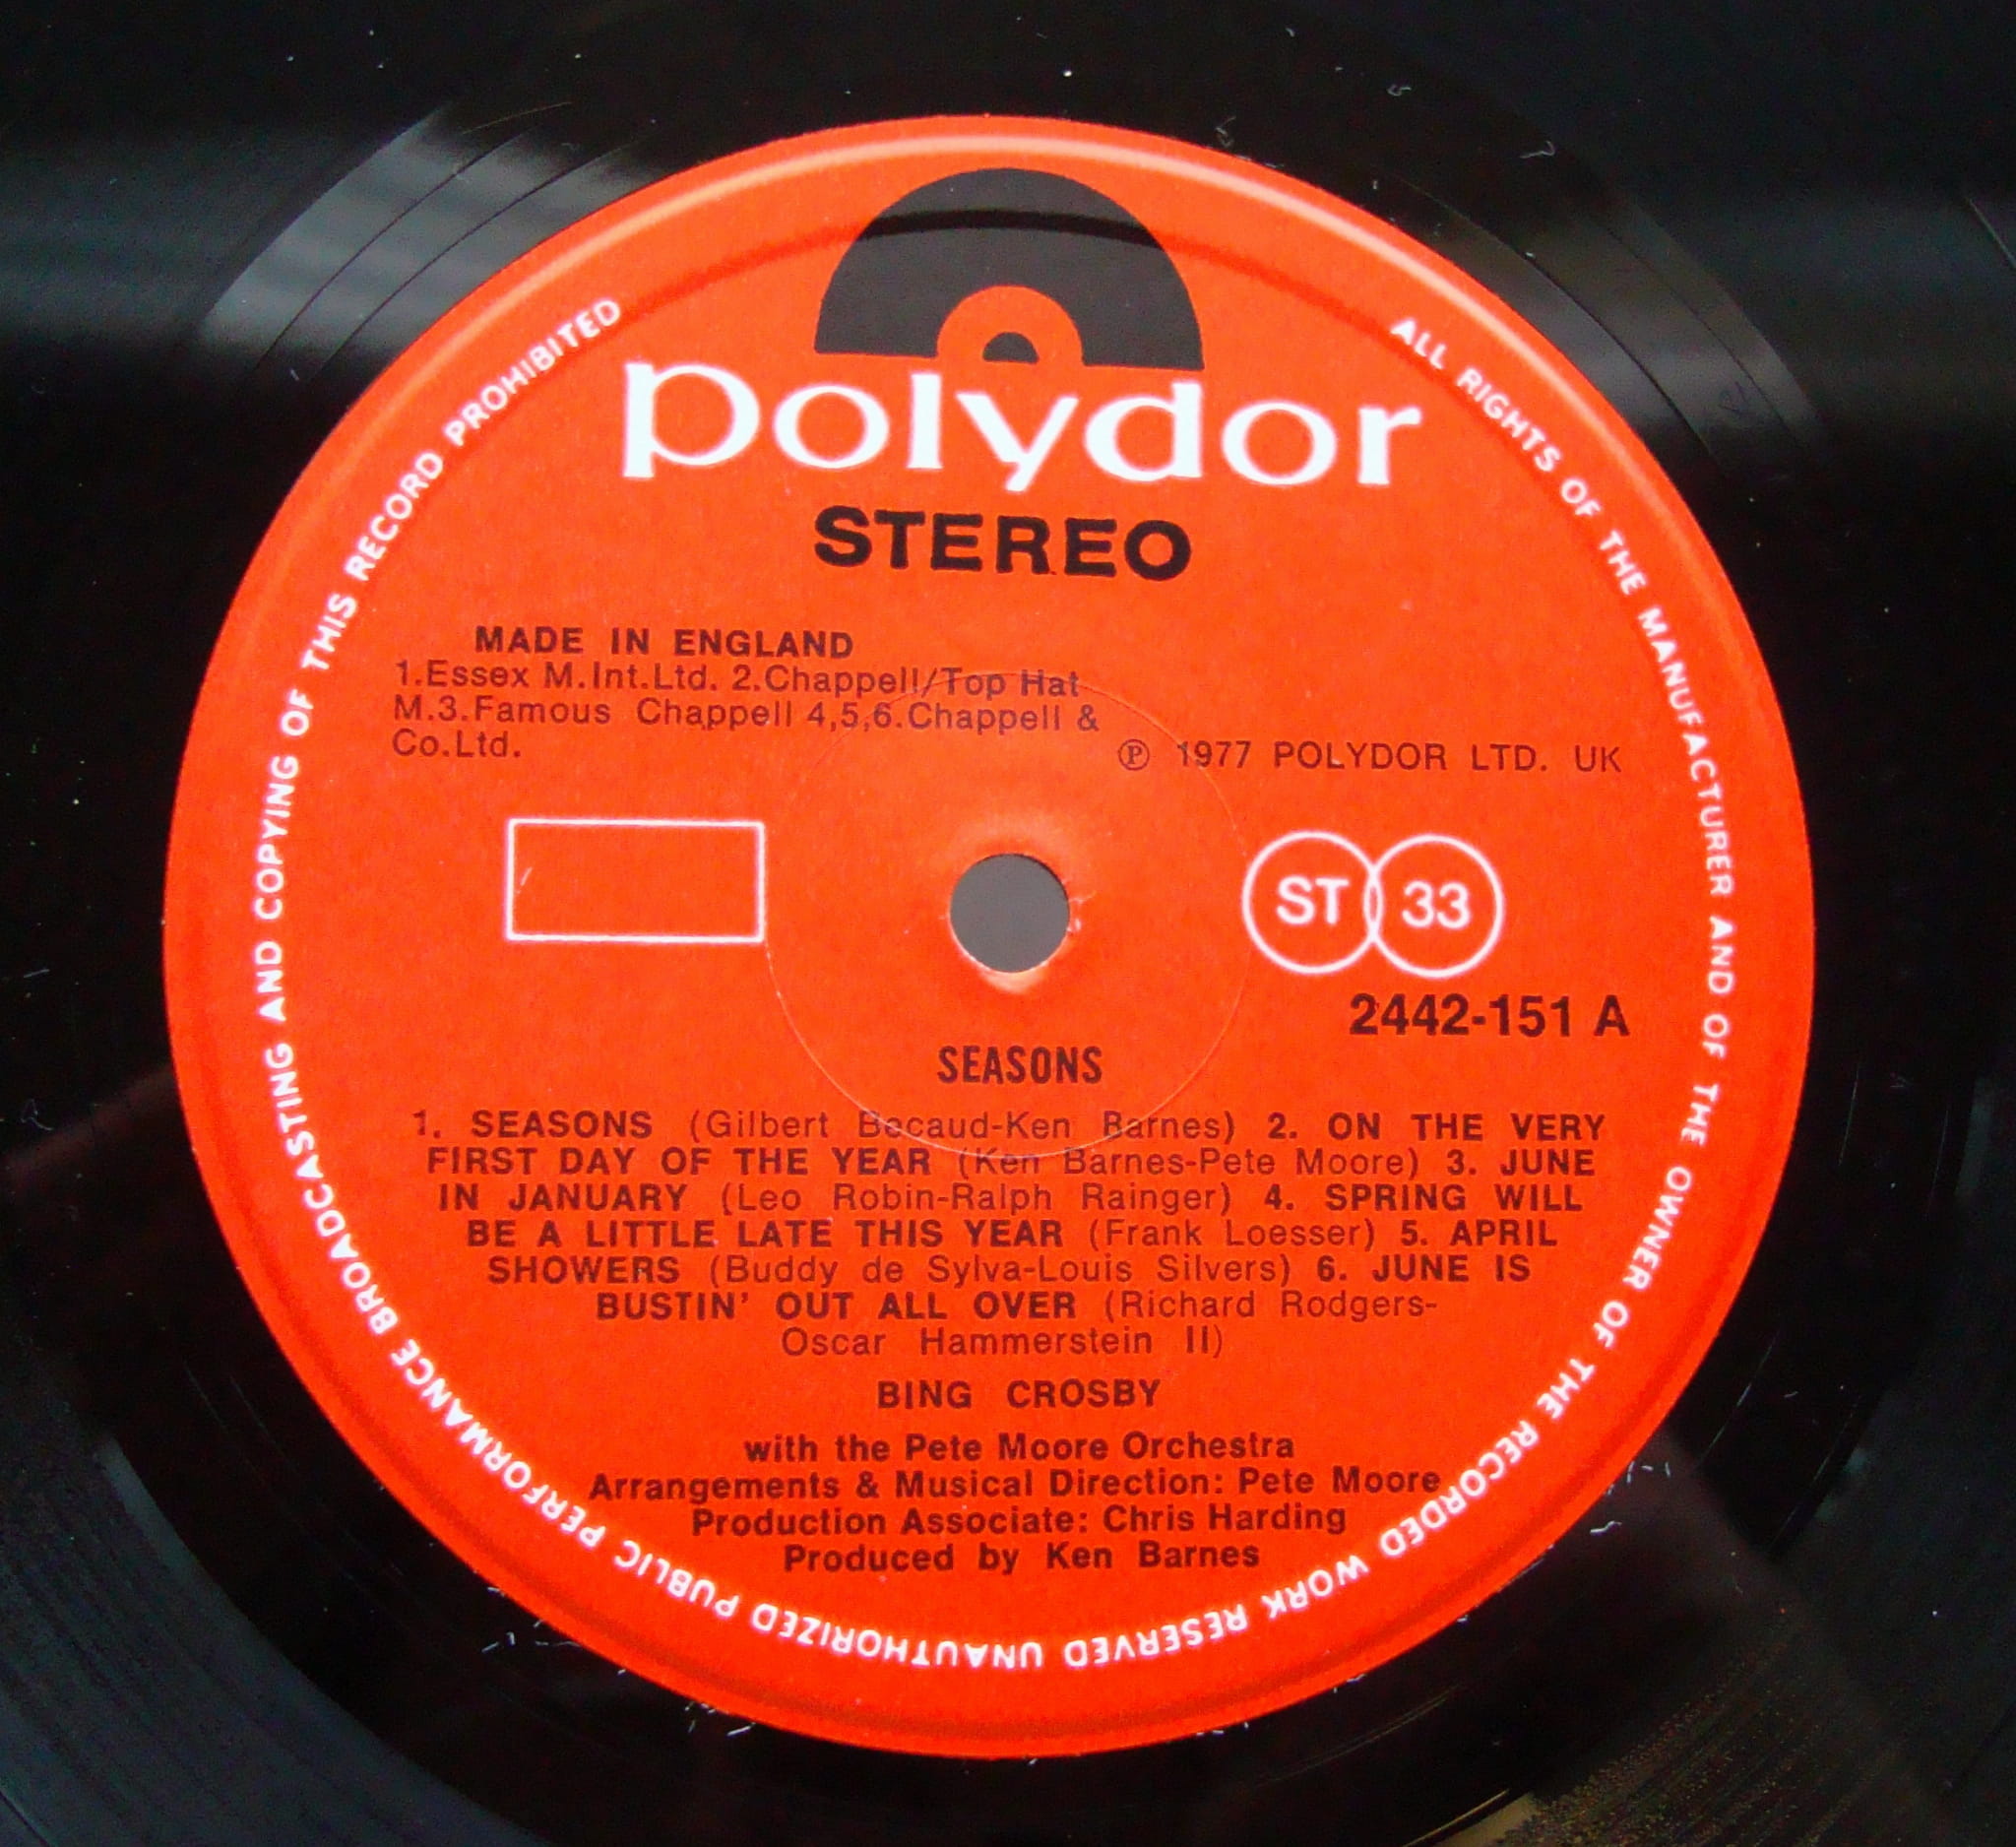 polydor
STEREO
MADE IN ENGLAND
1.Essex M.Int.Ltd. 2.Chappell/Top Hat
M.3.Famous Chappell 4,5,6.Chappell &
Co.Ltd.
℗ 1977 POLYDOR LTD. UK
ST 33
2442-151 A
SEASONS
1. SEASONS (Gilbert Becaud-Ken Barnes) 2. ON THE VERY
FIRST DAY OF THE YEAR (Ken Barnes-Pete Moore) 3. JUNE
IN JANUARY (Leo Robin-Ralph Rainger) 4. SPRING WILL
BE A LITTLE LATE THIS YEAR (Frank Loesser) 5. APRIL
SHOWERS (Buddy de Sylva-Louis Silvers) 6. JUNE IS
BUSTIN' OUT ALL OVER (Richard Rodgers-
Oscar Hammerstein II)
BING CROSBY
with the Pete Moore Orchestra
Arrangements & Musical Direction: Pete Moore
Production Associate: Chris Harding
Produced by Ken Barnes
ALL RIGHTS OF THE MANUFACTURER AND OF THE OWNER OF THE RECORDED WORK RESERVED UNAUTHORIZED PUBLIC PERFORMANCE BROADCASTING AND COPYING OF THIS RECORD PROHIBITED